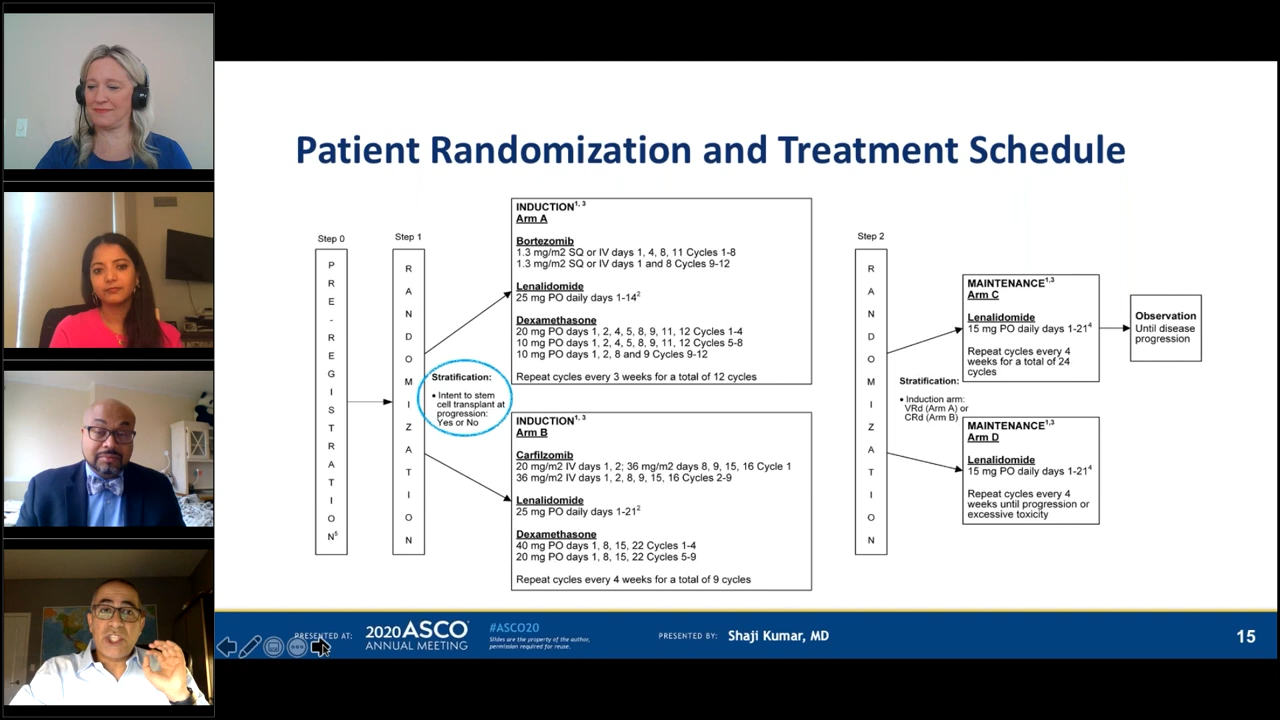 Patient Randomization and Treatment Schedule
Step 0
PRE-REGISTRATION5
Step 1
RANDOMIZATION
Stratification:
• Intent to stem
cell transplant at
progression:
Yes or No
INDUCTION1, 3
Arm A
Bortezomib
1.3 mg/m2 SQ or IV days 1, 4, 8, 11 Cycles 1-8
1.3 mg/m2 SQ or IV days 1 and 8 Cycles 9-12
Lenalidomide
25 mg PO daily days 1-142
Dexamethasone
20 mg PO days 1, 2, 4, 5, 8, 9, 11, 12 Cycles 1-4
10 mg PO days 1, 2, 4, 5, 8, 9, 11, 12 Cycles 5-8
10 mg PO days 1, 2, 8 and 9 Cycles 9-12
Repeat cycles every 3 weeks for a total of 12 cycles
INDUCTION1, 3
Arm B
Carfilzomib
20 mg/m2 IV days 1, 2; 36 mg/m2 days 8, 9, 15, 16 Cycle 1
36 mg/m2 IV days 1, 2, 8, 9, 15, 16 Cycles 2-9
Lenalidomide
25 mg PO daily days 1-212
Dexamethasone
40 mg PO days 1, 8, 15, 22 Cycles 1-4
20 mg PO days 1, 8, 15, 22 Cycles 5-9
Repeat cycles every 4 weeks for a total of 9 cycles
Step 2
RANDOMIZATION
Stratification:
• Induction arm:
VRd (Arm A) or
CRd (Arm B)
MAINTENANCE1,3
Arm C
Lenalidomide
15 mg PO daily days 1-214
Repeat cycles every 4
weeks for a total of 24
cycles
Observation
Until disease
progression
MAINTENANCE1,3
Arm D
Lenalidomide
15 mg PO daily days 1-214
Repeat cycles every 4
weeks until progression or
excessive toxicity
PRESENTED AT:
2020 ASCO
ANNUAL MEETING
#ASCO20
Slides are the property of the author,
permission required for reuse.
PRESENTED BY: Shaji Kumar, MD
15